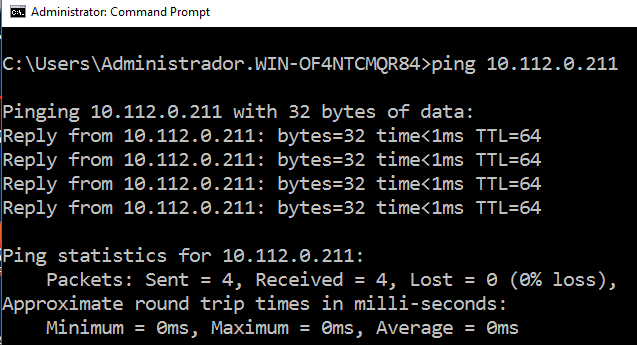 Administrator: Command Prompt
C:\Users\Administrador.WIN-OF4NTCMQR84>ping 10.112.0.211
Pinging 10.112.0.211 with 32 bytes of data:
Reply from 10.112.0.211: bytes=32 time<1ms TTL=64
Reply from 10.112.0.211: bytes=32 time<1ms TTL=64
Reply from 10.112.0.211: bytes=32 time<1ms TTL=64
Reply from 10.112.0.211: bytes=32 time<1ms TTL=64
Ping statistics for 10.112.0.211:
    Packets: Sent = 4, Received = 4, Lost = 0 (0% loss),
Approximate round trip times in milli-seconds:
    Minimum = 0ms, Maximum = 0ms, Average = 0ms